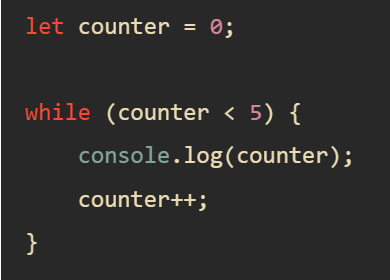 let counter = 0;
while (counter < 5) {
    console.log(counter);
    counter++;
}